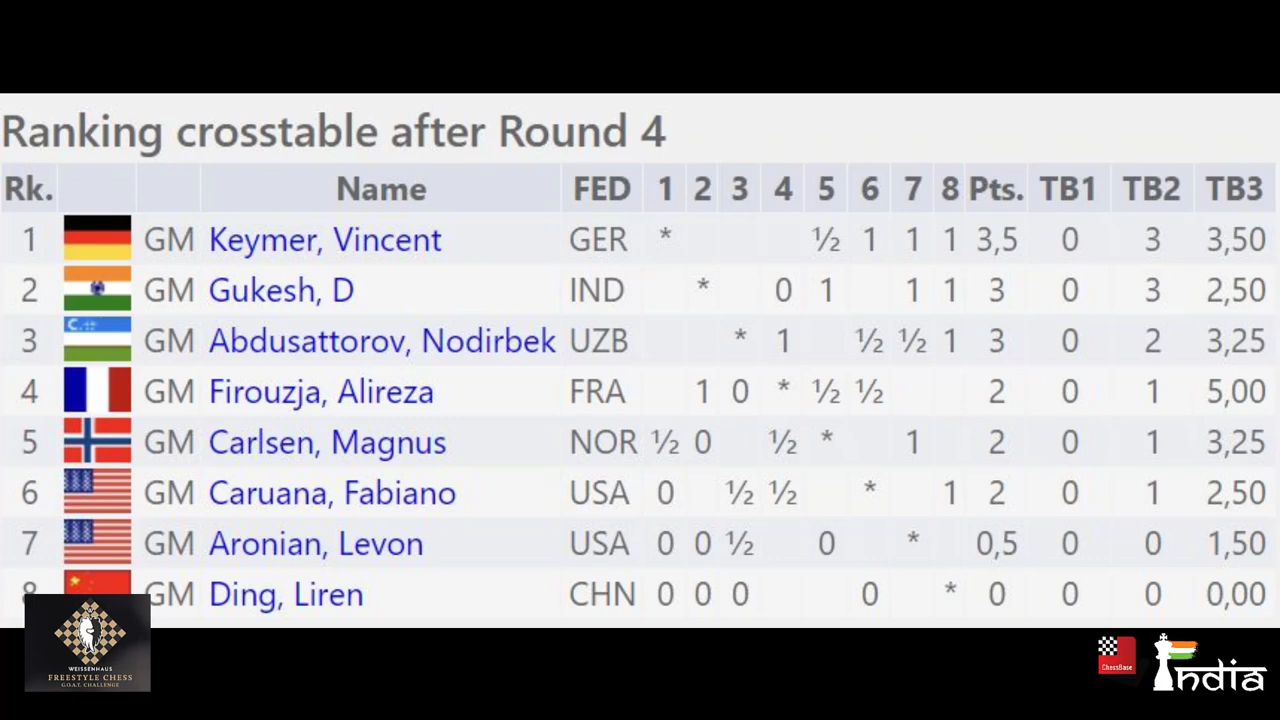 Ranking crosstable after Round 4
Rk. Name FED 1 2 3 4 5 6 7 8 Pts. TB1 TB2 TB3
1 GM Keymer, Vincent GER * ½ 1 1 1 3,5 0 3 3,50
2 GM Gukesh, D IND * 0 1 1 1 3 0 3 2,50
3 GM Abdusattorov, Nodirbek UZB * 1 ½ ½ 1 3 0 2 3,25
4 GM Firouzja, Alireza FRA 1 0 * ½ ½ 2 0 1 5,00
5 GM Carlsen, Magnus NOR ½ 0 ½ * 1 2 0 1 3,25
6 GM Caruana, Fabiano USA 0 ½ ½ * 1 2 0 1 2,50
7 GM Aronian, Levon USA 0 0 ½ 0 * 0,5 0 0 1,50
8 GM Ding, Liren CHN 0 0 0 0 * 0 0 0 0,00
WEISSENHAUS
FREESTYLE CHESS
G.O.A.T. CHALLENGE
ChessBase
India